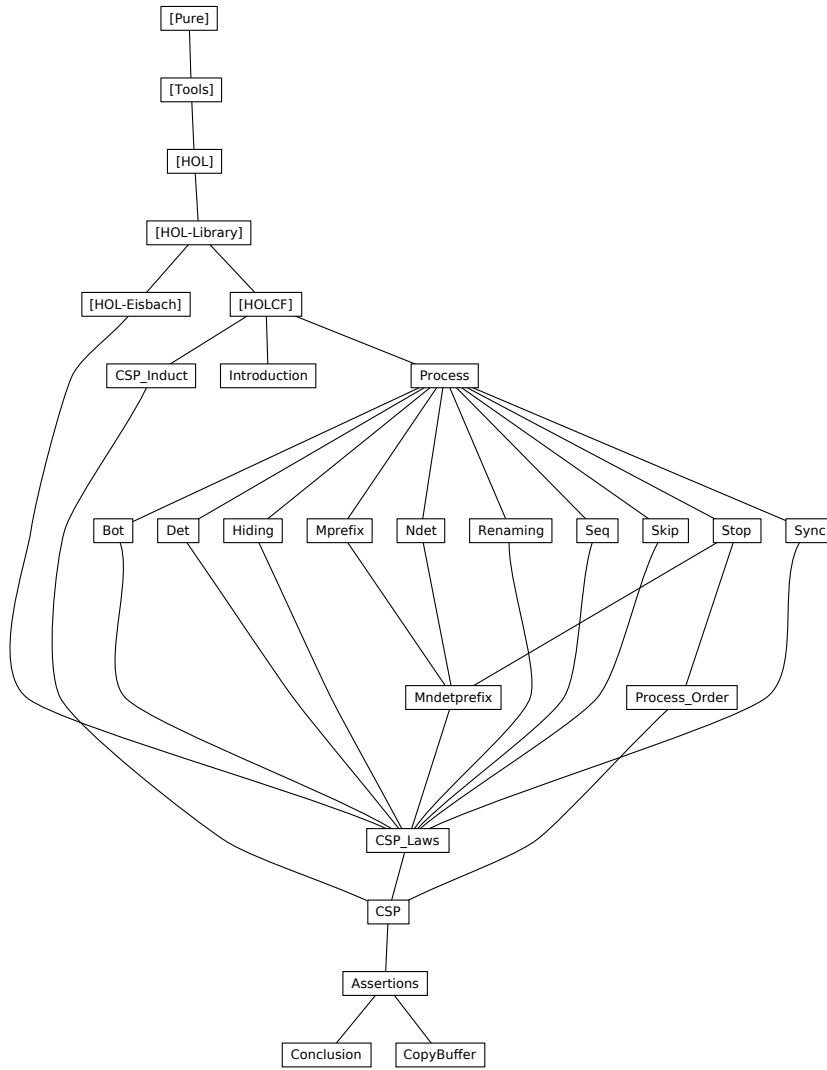 [Pure]
[Tools]
[HOL]
[HOL-Library]
[HOL-Eisbach] [HOLCF]
CSP_Induct Introduction Process
Bot Det Hiding Mprefix Ndet Renaming Seq Skip Stop Sync
Mndetprefix Process_Order
CSP_Laws
CSP
Assertions
Conclusion CopyBuffer